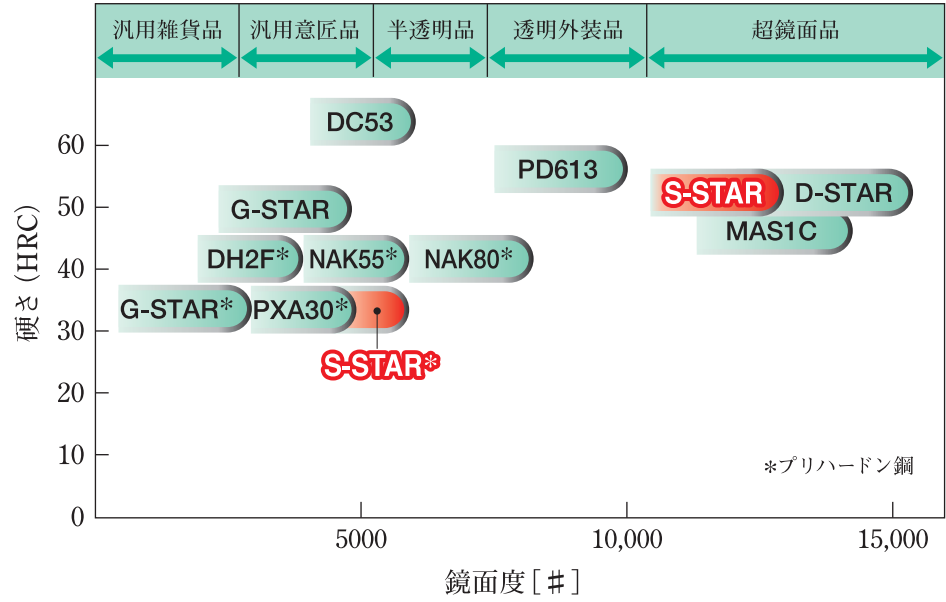 汎用雑貨品 汎用意匠品 半透明品 透明外装品 超鏡面品
硬さ (HRC)
60
50
40
30
20
10
0
DC53
PD613
S-STAR
D-STAR
G-STAR
MAS1C
DH2F*
NAK55*
NAK80*
G-STAR*
PXA30*
S-STAR*
*プリハードン鋼
5000 10,000 15,000
鏡面度[#]